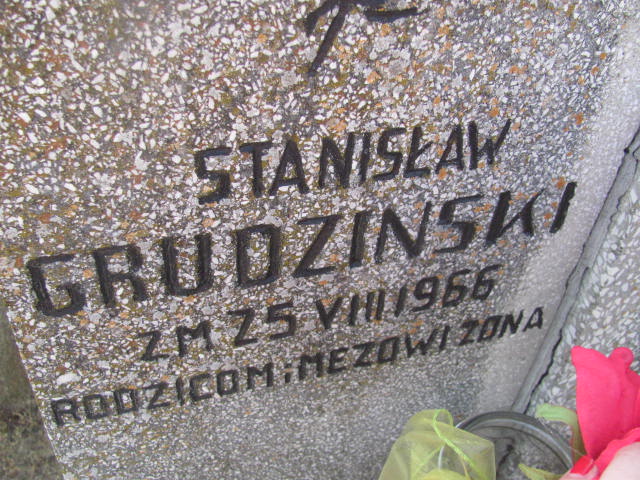 STANISŁAW
GRUDZINSKI
ZM 25 VIII 1966
RODZICOM i MEZOWI ZONA